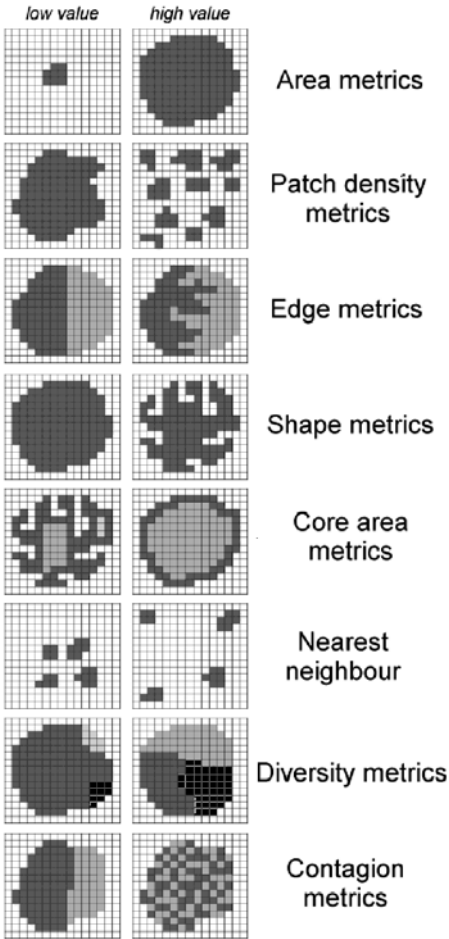 low value high value
Area metrics
Patch density
metrics
Edge metrics
Shape metrics
Core area
metrics
Nearest
neighbour
Diversity metrics
Contagion
metrics